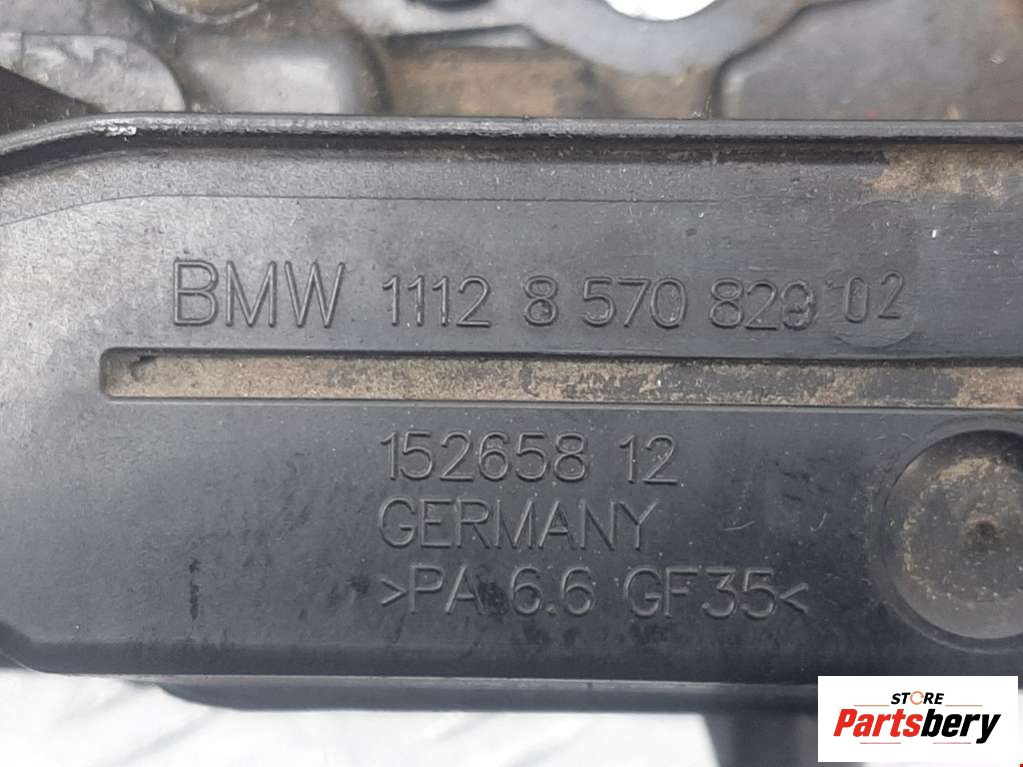 BMW 1112 8 570 829 02
152658 12
GERMANY
>PA 6.6 GF35<
STORE
Partsbery